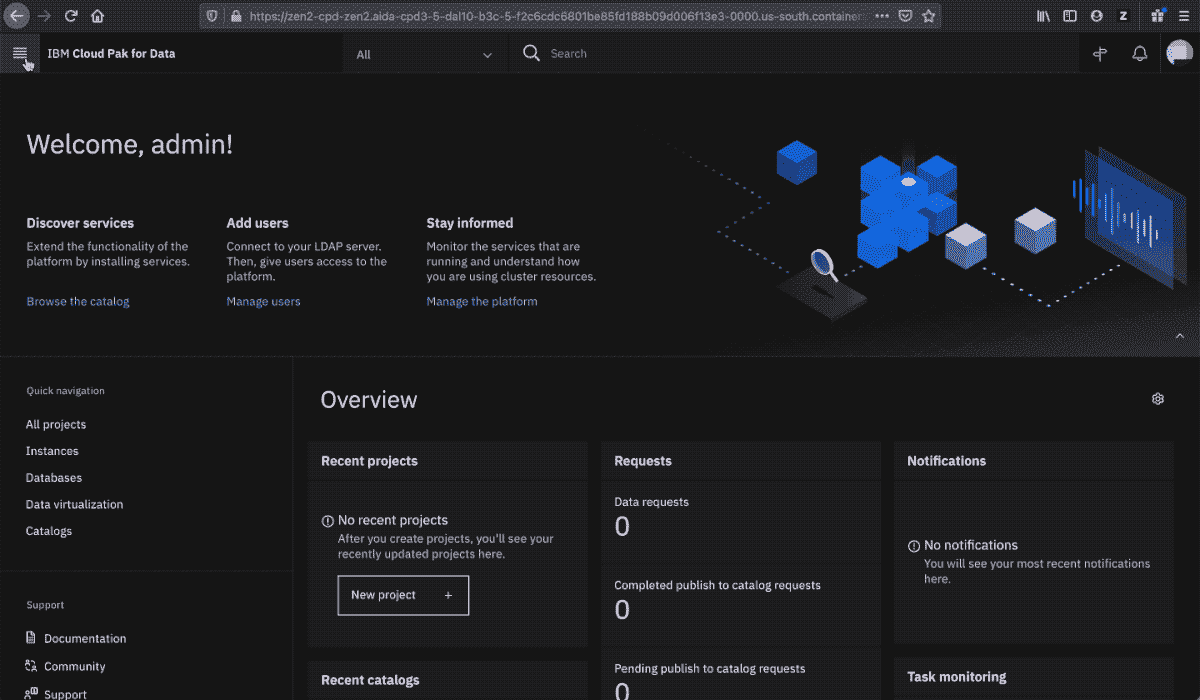 https://zen2-cpd-zen2.aida-cpd3-5-dal10-b3c-5-f2c6cdc6801be85fd188b09d006f13e3-0000.us-south.container
Z
IBM Cloud Pak for Data
All
Search
Welcome, admin!
Discover services
Extend the functionality of the
platform by installing services.
Browse the catalog
Add users
Connect to your LDAP server.
Then, give users access to the
platform.
Manage users
Stay informed
Monitor the services that are
running and understand how
you are using cluster resources.
Manage the platform
Quick navigation
All projects
Instances
Databases
Data virtualization
Catalogs
Support
Documentation
Community
Support
Overview
Recent projects
No recent projects
After you create projects, you'll see your
recently updated projects here.
New project +
Recent catalogs
Requests
Data requests
0
Completed publish to catalog requests
0
Pending publish to catalog requests
0
Notifications
No notifications
You will see your most recent notifications
here.
Task monitoring